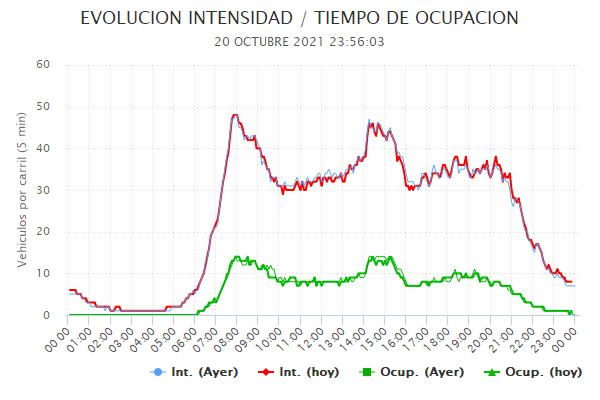 EVOLUCION INTENSIDAD / TIEMPO DE OCUPACION
20 OCTUBRE 2021 23:56:03
Vehiculos por carril (5 min)
60
50
40
30
20
10
0
00:00 01:00 02:00 03:00 04:00 05:00 06:00 07:00 08:00 09:00 10:00 11:00 12:00 13:00 14:00 15:00 16:00 17:00 18:00 19:00 20:00 21:00 22:00 23:00 00:00
Int. (Ayer) Int. (hoy) Ocup. (Ayer) Ocup. (hoy)